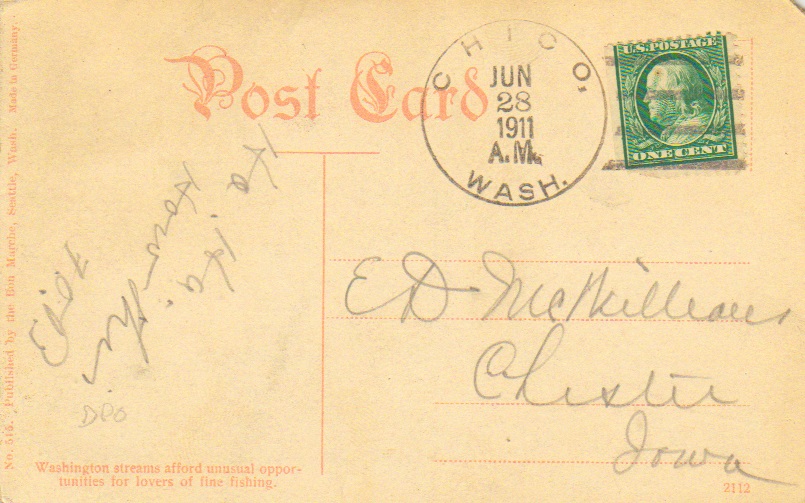 Post Card
CHICO,
JUN
28
1911
A.M.
WASH.
U.S. POSTAGE
ONE CENT
No. 515. Published by the Bon Marche, Seattle, Wash. Made in Germany.
DPO
Washington streams afford unusual oppor-
tunities for lovers of fine fishing.
E D McWilleans
Chester
Iowa
2112